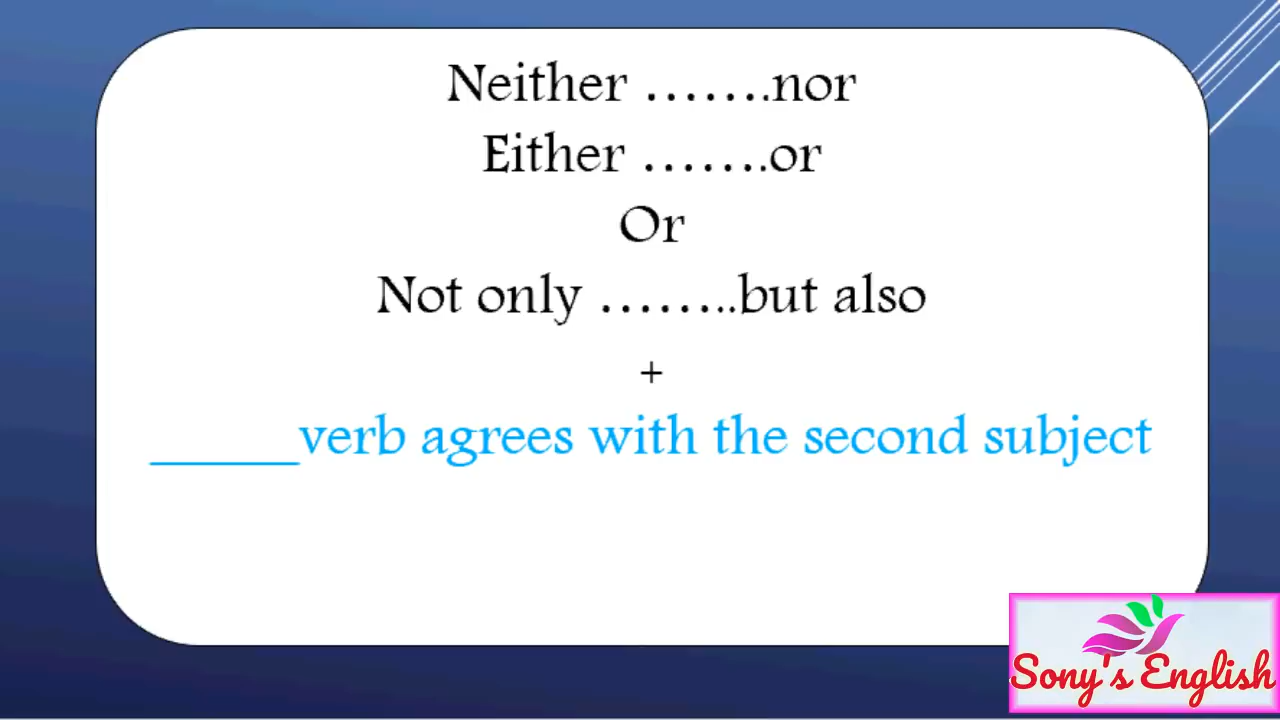 Neither …….nor
Either …….or
Or
Not only ……..but also
+
______verb agrees with the second subject
Sony's English